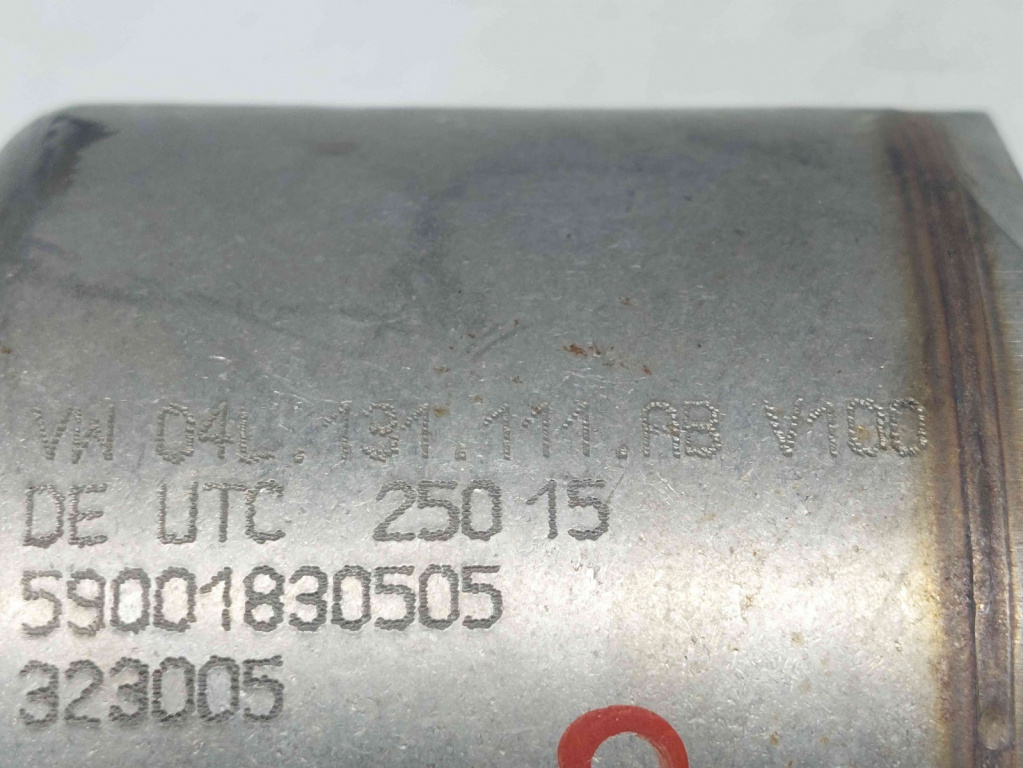 VW 04L.131.111.AB V100
DE UTC 250 15
59001830505
323005